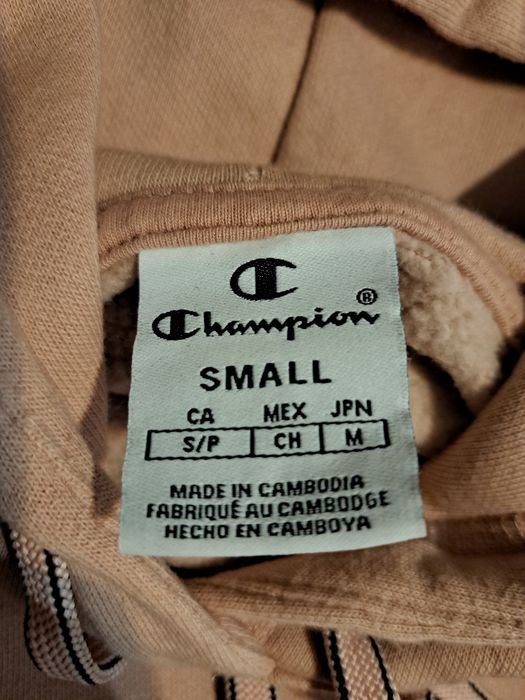 Champion®
SMALL
CA MEX JPN
S/P CH M
MADE IN CAMBODIA
FABRIQUÉ AU CAMBODGE
HECHO EN CAMBOYA